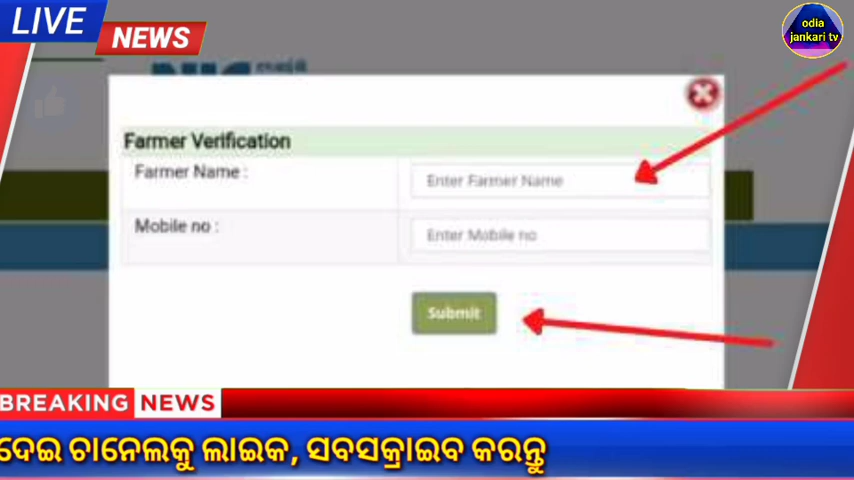 LIVE
NEWS
odia
jankari tv
Farmer Verification
Farmer Name :
Enter Farmer Name
Mobile no :
Enter Mobile no
Submit
BREAKING NEWS
ଦେଇ ଚାନେଲକୁ ଲାଇକ, ସବସକ୍ରାଇବ କରନ୍ତୁ